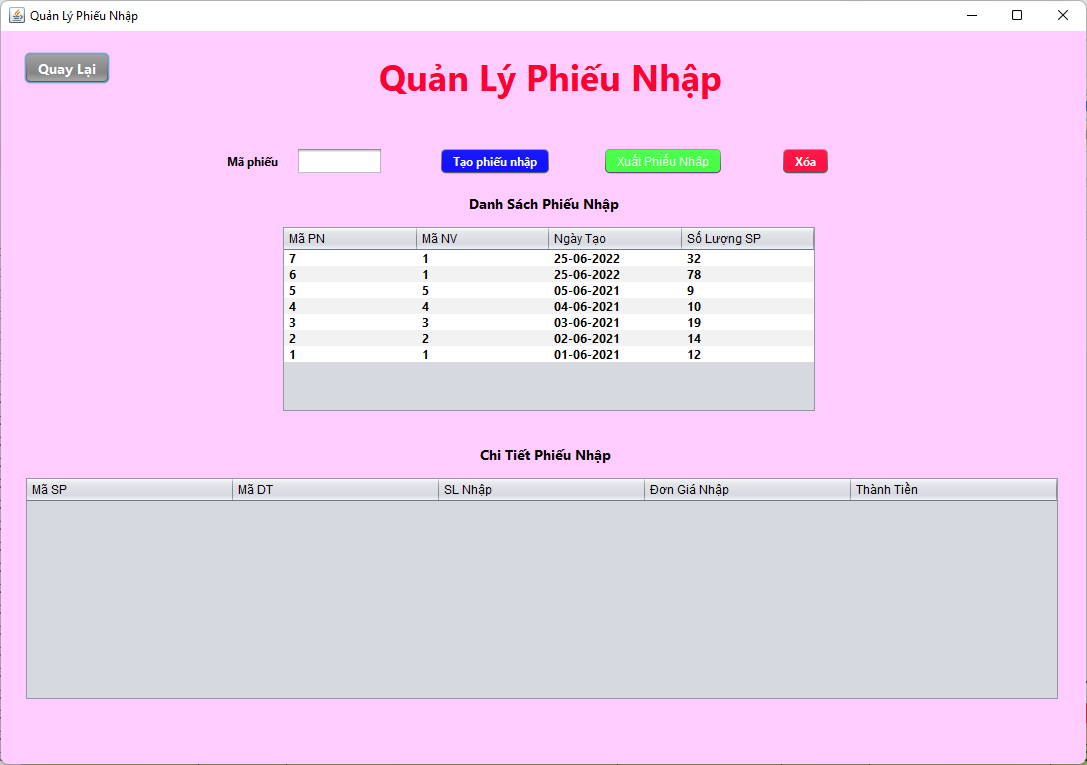 Quản Lý Phiếu Nhập
Quay Lại
Quản Lý Phiếu Nhập
Mã phiếu Tạo phiếu nhập Xuất Phiếu Nhập Xóa
Danh Sách Phiếu Nhập
Mã PN Mã NV Ngày Tạo Số Lượng SP
7 1 25-06-2022 32
6 1 25-06-2022 78
5 5 05-06-2021 9
4 4 04-06-2021 10
3 3 03-06-2021 19
2 2 02-06-2021 14
1 1 01-06-2021 12
Chi Tiết Phiếu Nhập
Mã SP Mã DT SL Nhập Đơn Giá Nhập Thành Tiền